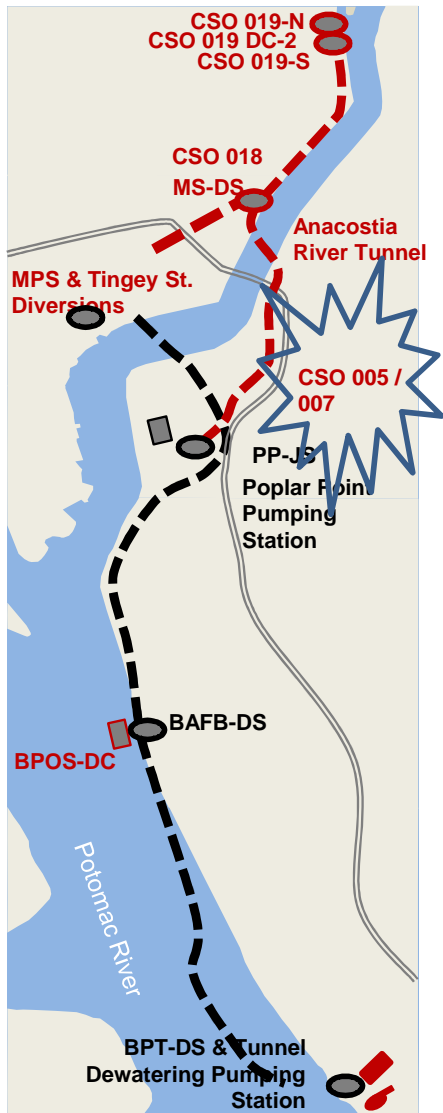 CSO 019-N
CSO 019 DC-2
CSO 019-S
CSO 018
MS-DS
Anacostia
River Tunnel
MPS & Tingey St.
Diversions
CSO 005 /
007
PP-JS
Poplar Point
Pumping
Station
BAFB-DS
BPOS-DC
Potomac River
BPT-DS & Tunnel
Dewatering Pumping
Station